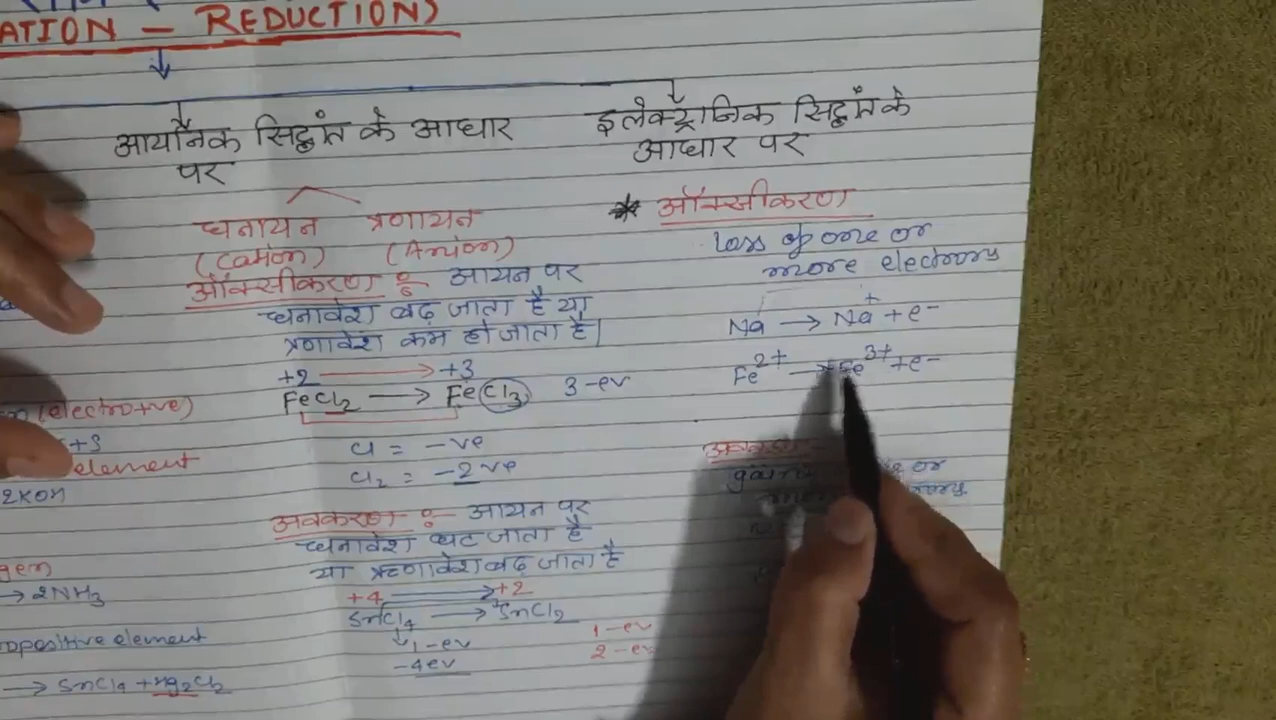 ATION - REDUCTION)
आयनिक सिद्धांत के आधार
पर
धनायन ऋणायन
(Cation) (Anion)
ऑक्सीकरण :- आयन पर
धनावेश बढ़ जाता है या
ऋणावेश कम हो जाता है।
+2 → +3
FeCl2 → FeCl3 3-ev
Cl = -ve
Cl2 = -2 ve
अवकरण :- आयन पर
धनावेश घट जाता है
या ऋणावेश बढ़ जाता है
+4 → +2
SnCl4 → SnCl2
↓ 1-ev
-4ev
1-ev
2-ev
इलेक्ट्रॉनिक सिद्धांत के
आधार पर
* ऑक्सीकरण
loss of one or
more electrons
Na → Na+ + e-
Fe2+ → Fe3+ + e-
or
(electro+ve)
+3
element
2KOH
gen
→ 2NH3
opositive element
→ SnCl4 + Hg2Cl2